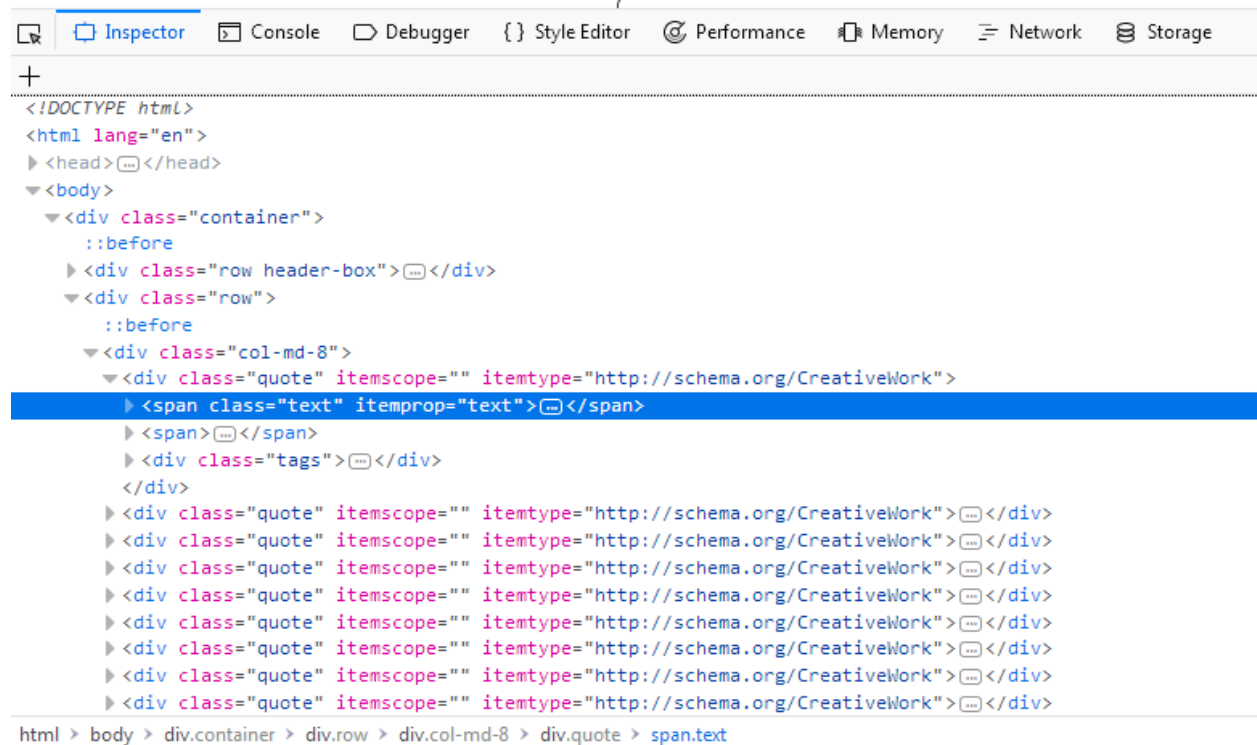 Inspector Console Debugger { } Style Editor Performance Memory Network Storage
+
<!DOCTYPE html>
<html lang="en">
<head>…</head>
<body>
<div class="container">
::before
<div class="row header-box">…</div>
<div class="row">
::before
<div class="col-md-8">
<div class="quote" itemscope="" itemtype="http://schema.org/CreativeWork">
<span class="text" itemprop="text">…</span>
<span>…</span>
<div class="tags">…</div>
</div>
<div class="quote" itemscope="" itemtype="http://schema.org/CreativeWork">…</div>
<div class="quote" itemscope="" itemtype="http://schema.org/CreativeWork">…</div>
<div class="quote" itemscope="" itemtype="http://schema.org/CreativeWork">…</div>
<div class="quote" itemscope="" itemtype="http://schema.org/CreativeWork">…</div>
<div class="quote" itemscope="" itemtype="http://schema.org/CreativeWork">…</div>
<div class="quote" itemscope="" itemtype="http://schema.org/CreativeWork">…</div>
<div class="quote" itemscope="" itemtype="http://schema.org/CreativeWork">…</div>
<div class="quote" itemscope="" itemtype="http://schema.org/CreativeWork">…</div>
html > body > div.container > div.row > div.col-md-8 > div.quote > span.text